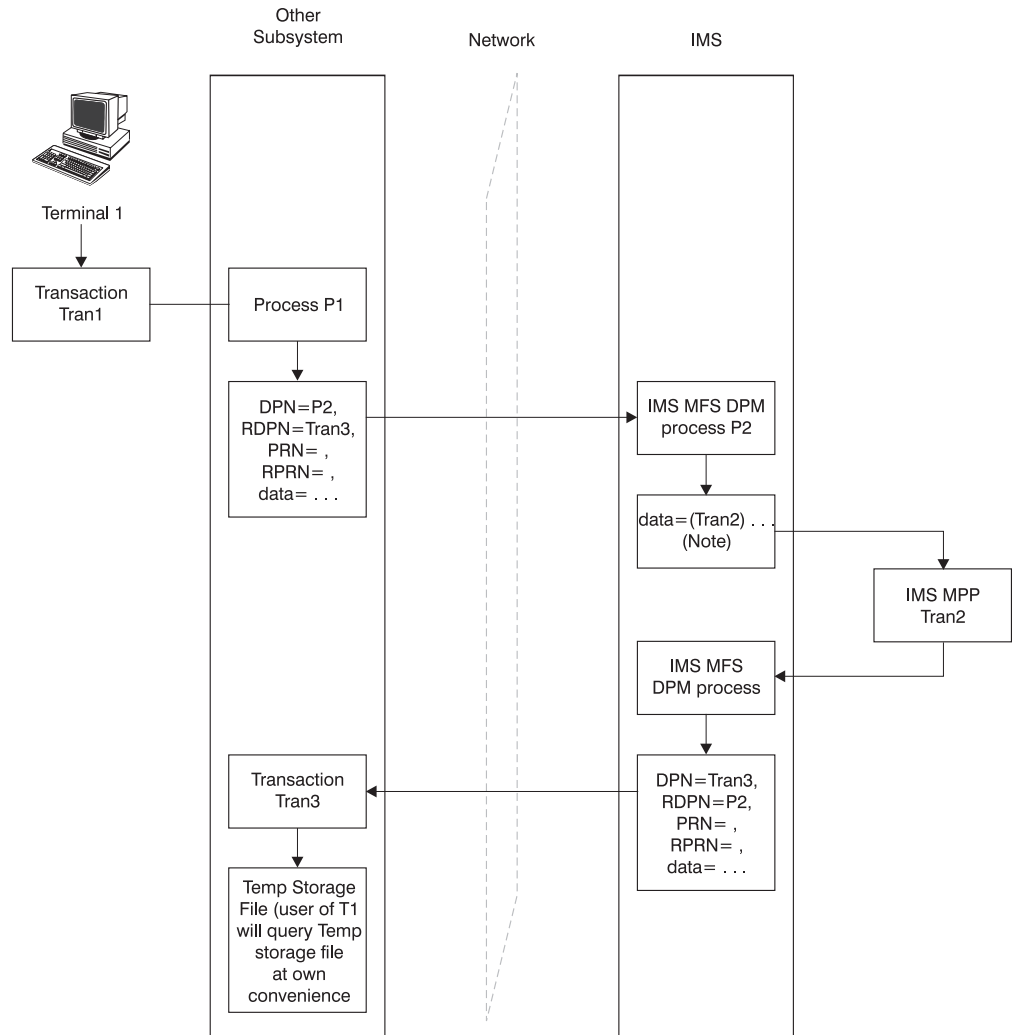 Other
Subsystem
Network
IMS
Terminal 1
Transaction
Tran1
Process P1
DPN=P2,
RDPN=Tran3,
PRN= ,
RPRN= ,
data= . . .
IMS MFS DPM
process P2
data=(Tran2) . . .
(Note)
IMS MPP
Tran2
IMS MFS
DPM process
DPN=Tran3,
RDPN=P2,
PRN= ,
RPRN= ,
data= . . .
Transaction
Tran3
Temp Storage
File (user of T1
will query Temp
storage file
at own
convenience